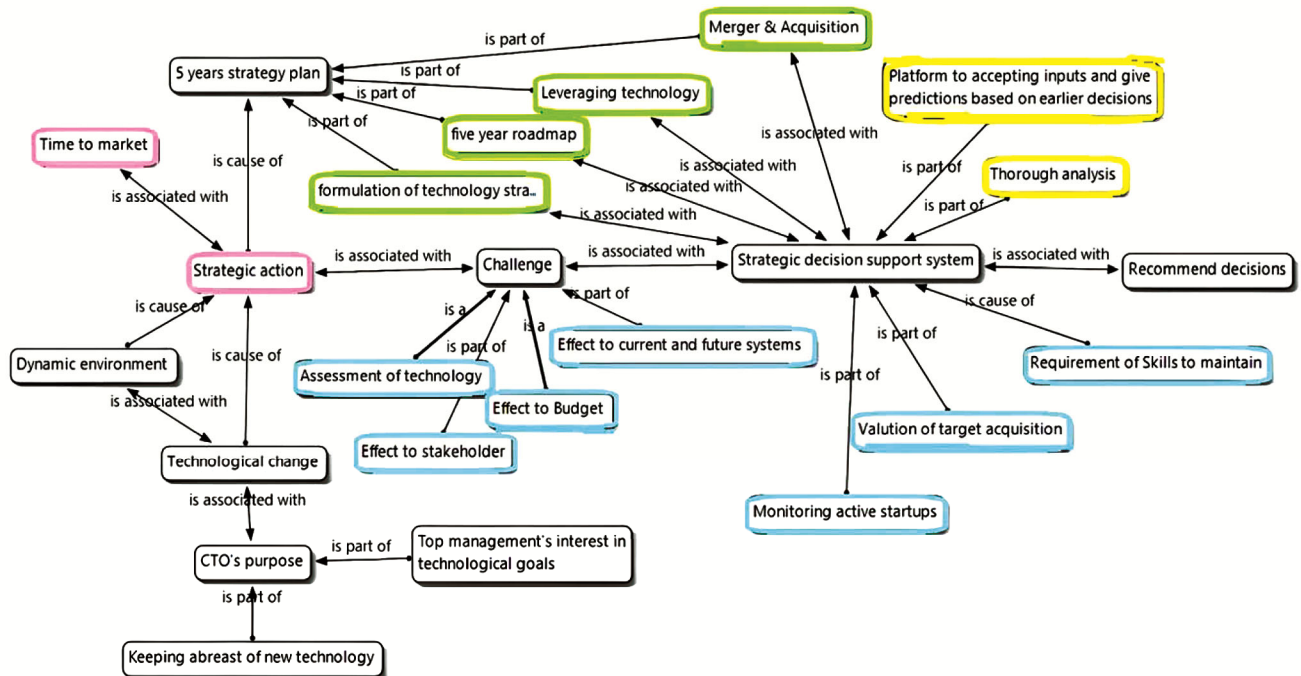 Merger & Acquisition
is part of
5 years strategy plan
is part of
Leveraging technology
Platform to accepting inputs and give
predictions based on earlier decisions
is part of
is part of
five year roadmap
is associated with
Time to market
is cause of
is associated with
is part of
Thorough analysis
formulation of technology stra..
is associated with
is associated with
is part of
is associated with
is associated with
is associated with
is associated with
Strategic action
Challenge
Strategic decision support system
Recommend decisions
is cause of
is a
is part of
is cause of
is a
is part of
Effect to current and future systems
is part of
Dynamic environment
is cause of
Assessment of technology
is part of
Requirement of Skills to maintain
is associated with
Effect to Budget
Valution of target acquisition
Effect to stakeholder
Technological change
is associated with
Monitoring active startups
CTO's purpose
is part of
Top management's interest in
technological goals
is part of
Keeping abreast of new technology